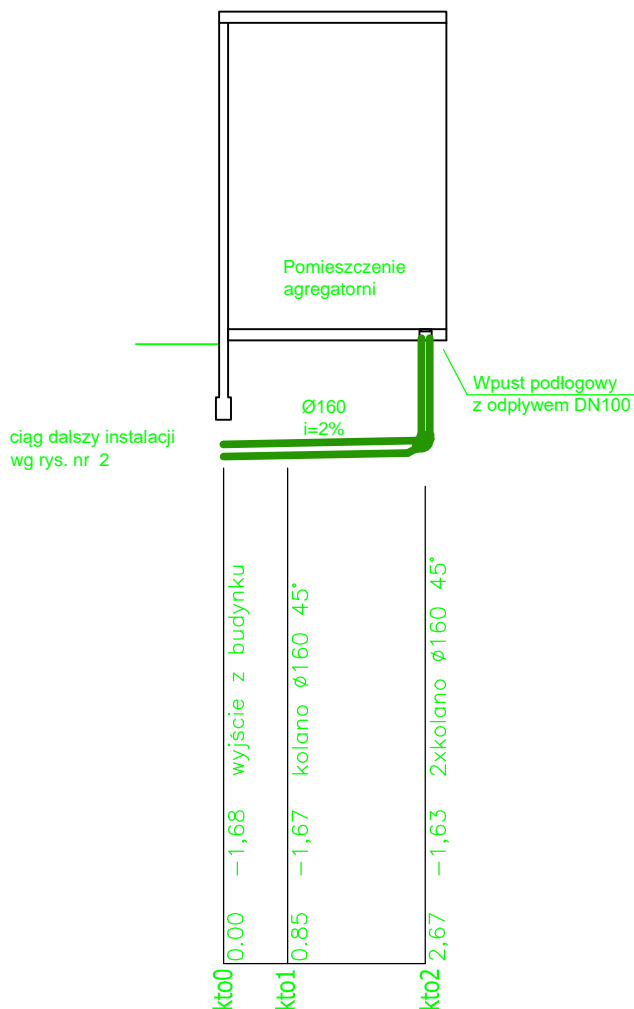 Pomieszczenie
agregatorni
Wpust podłogowy
z odpływem DN100
Ø160
i=2%
ciąg dalszy instalacji
wg rys. nr 2
0.00 -1,68 wyjście z budynku
0.85 -1,67 kolano ø160 45°
2,67 -1,63 2xkolano ø160 45°
kto0
kto1
kto2